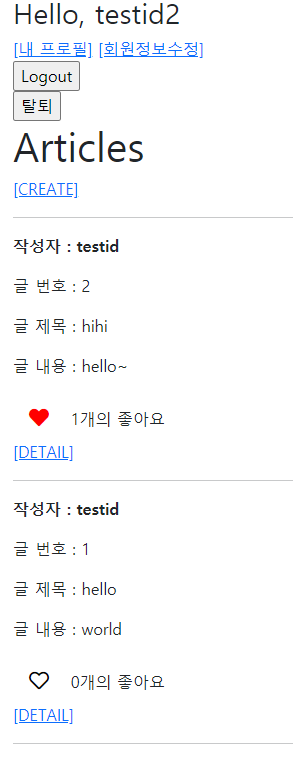 Hello, testid2
[내 프로필] [회원정보수정]
Logout
탈퇴
Articles
[CREATE]
작성자 : testid
글 번호 : 2
글 제목 : hihi
글 내용 : hello~
1개의 좋아요
[DETAIL]
작성자 : testid
글 번호 : 1
글 제목 : hello
글 내용 : world
0개의 좋아요
[DETAIL]